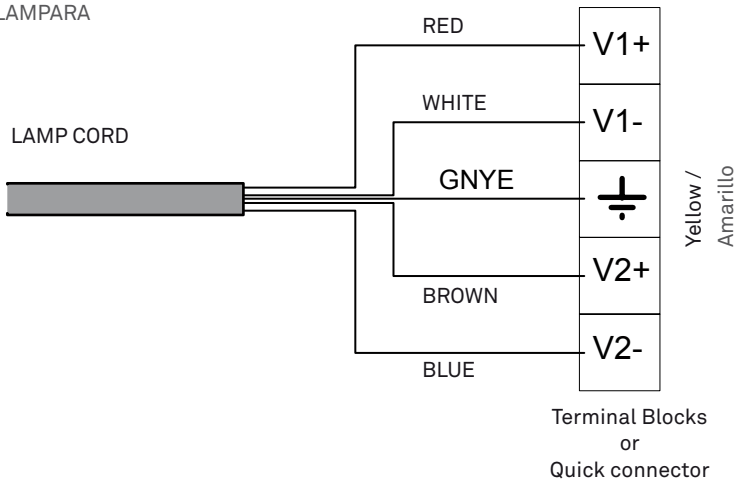 LAMPARA
RED
V1+
WHITE
V1-
LAMP CORD
GNYE
Yellow /
Amarillo
V2+
BROWN
V2-
BLUE
Terminal Blocks
or
Quick connector